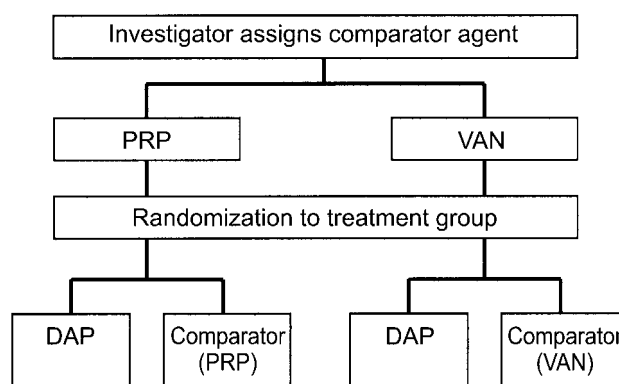 Investigator assigns comparator agent
PRP VAN
Randomization to treatment group
DAP Comparator DAP Comparator
(PRP) (VAN)